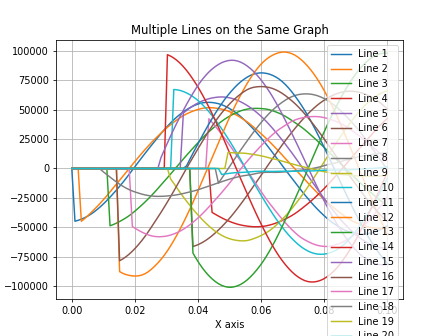 Multiple Lines on the Same Graph
100000
75000
50000
25000
0
−25000
−50000
−75000
−100000
0.00
0.02
0.04
0.06
0.08
X axis
Line 1
Line 2
Line 3
Line 4
Line 5
Line 6
Line 7
Line 8
Line 9
Line 10
Line 11
Line 12
Line 13
Line 14
Line 15
Line 16
Line 17
Line 18
Line 19
Line 20